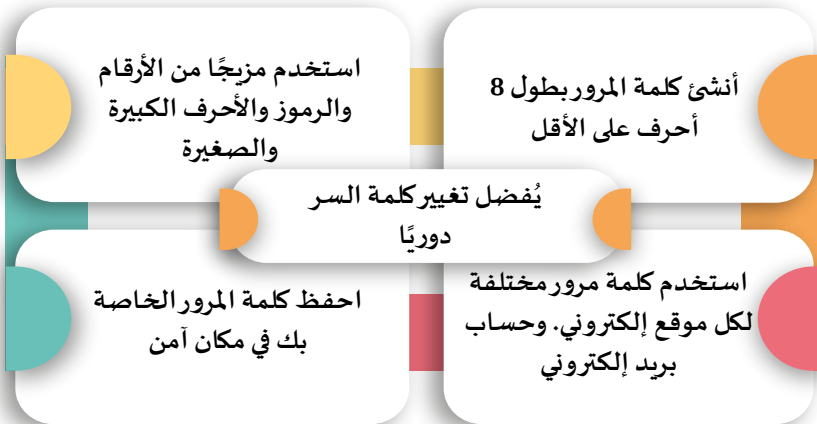 أنشئ كلمة المرور بطول 8
أحرف على الأقل
استخدم مزيجًا من الأرقام
والرموز والأحرف الكبيرة
والصغيرة
يُفضل تغيير كلمة السر
دوريًا
استخدم كلمة مرور مختلفة
لكل موقع إلكتروني. وحساب
بريد إلكتروني
احفظ كلمة المرور الخاصة
بك في مكان آمن